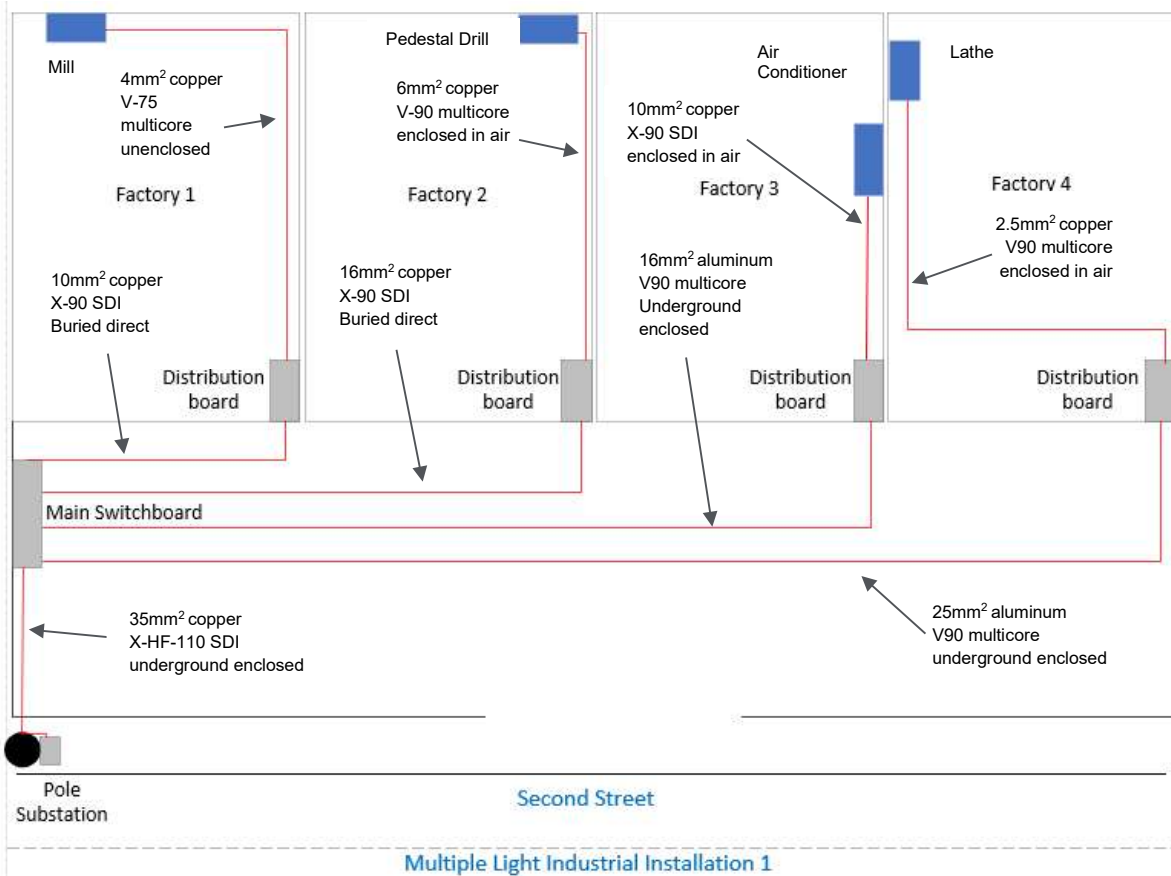 Mill
4mm² copper
V-75
multicore
unenclosed
Factory 1
Pedestal Drill
6mm² copper
V-90 multicore
enclosed in air
Factory 2
Air
Conditioner
10mm² copper
X-90 SDI
enclosed in air
Factory 3
Lathe
Factory 4
2.5mm² copper
V90 multicore
enclosed in air
10mm² copper
X-90 SDI
Buried direct
16mm² copper
X-90 SDI
Buried direct
16mm² aluminum
V90 multicore
Underground
enclosed
Distribution
board
Distribution
board
Distribution
board
Distribution
board
Main Switchboard
35mm² copper
X-HF-110 SDI
underground enclosed
25mm² aluminum
V90 multicore
underground enclosed
Pole
Substation
Second Street
Multiple Light Industrial Installation 1